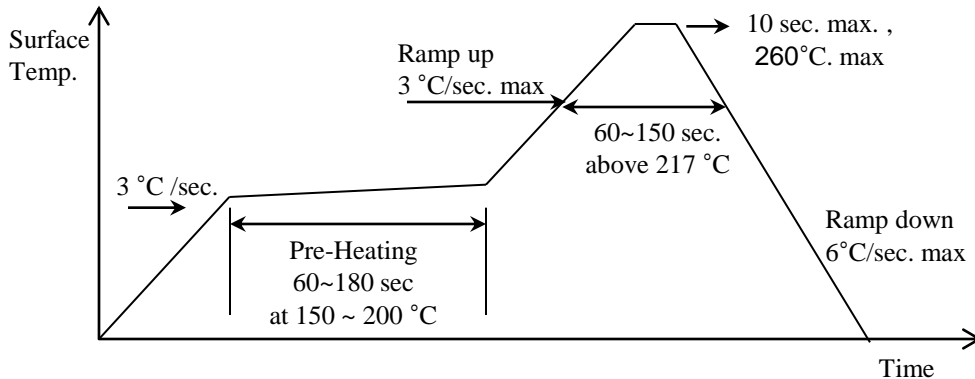 Surface
Temp.
Ramp up
3 °C/sec. max
10 sec. max. ,
260°C. max
60~150 sec.
above 217 °C
3 °C /sec.
Pre-Heating
60~180 sec
at 150 ~ 200 °C
Ramp down
6°C/sec. max
Time